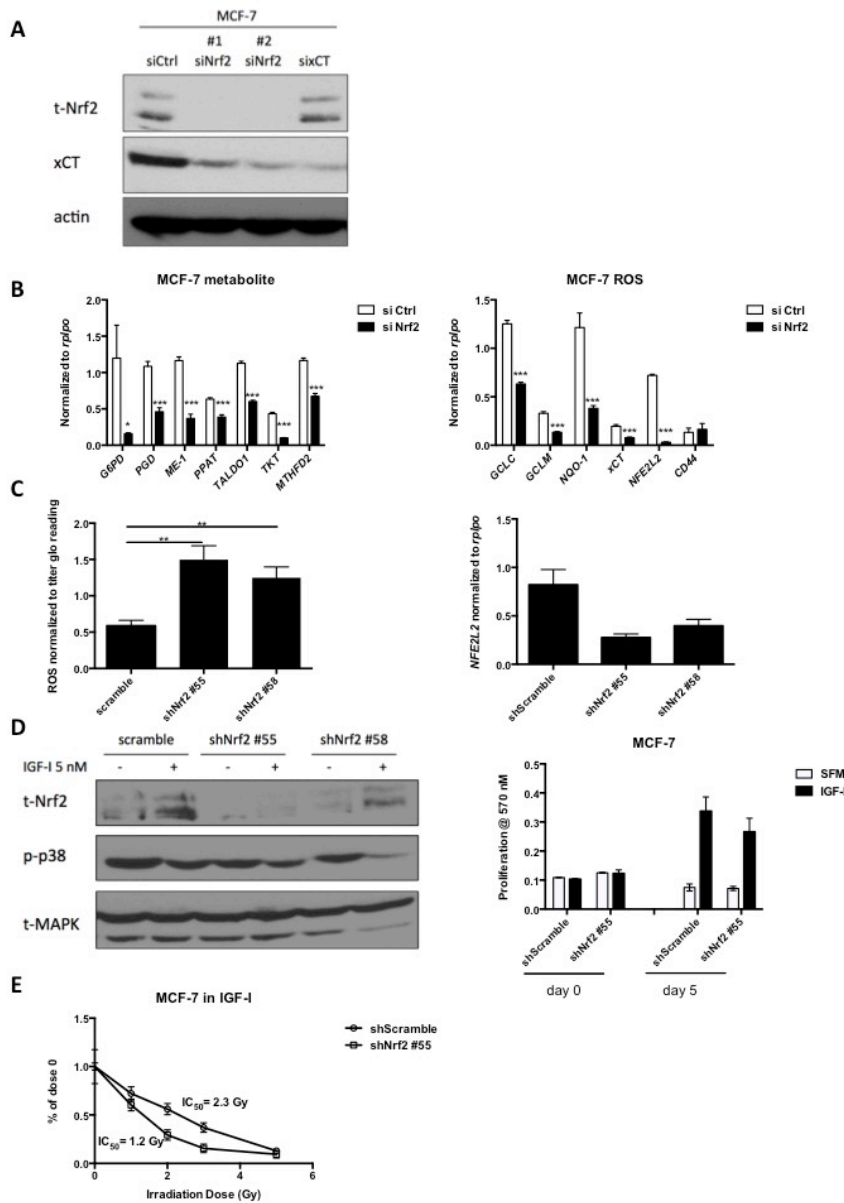 A
MCF-7
#1 #2
siCtrl siNrf2 siNrf2 sixCT
t-Nrf2
xCT
actin
B
MCF-7 metabolite
Normalized to rplpo
2.0
1.5
1.0
0.5
0.0
si Ctrl
si Nrf2
* *** *** *** *** *** ***
G6PD PGD ME-1 PPAT TALDO1 TKT MTHFD2
MCF-7 ROS
Normalized to rplpo
1.5
1.0
0.5
0.0
si Ctrl
si Nrf2
*** *** *** *** ***
GCLC GCLM NQO-1 xCT NFE2L2 CD44
C
ROS normalized to titer glo reading
2.0
1.5
1.0
0.5
0.0
**
**
scramble shNrf2 #55 shNrf2 #58
NFE2L2 normalized to rplpo
1.5
1.0
0.5
0.0
shScramble shNrf2 #55 shNrf2 #58
D
scramble shNrf2 #55 shNrf2 #58
IGF-I 5 nM - + - + - +
t-Nrf2
p-p38
t-MAPK
MCF-7
Proliferation @ 570 nM
0.5
0.4
0.3
0.2
0.1
0.0
SFM
IGF-I
shScramble shNrf2 #55 shScramble shNrf2 #55
day 0 day 5
E
MCF-7 in IGF-I
% of dose 0
1.5
1.0
0.5
0.0
shScramble
shNrf2 #55
IC50= 2.3 Gy
IC50= 1.2 Gy
0 2 4 6
Irradiation Dose (Gy)